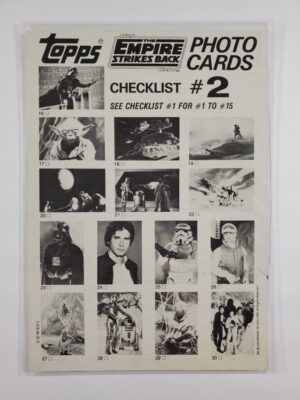 TOPPS
THE
EMPIRE
STRIKES BACK
PHOTO
CARDS
CHECKLIST #2
SEE CHECKLIST #1 FOR #1 TO #15
16
17 18 19
20 21 22
23 24 25 26
27 28 29 30